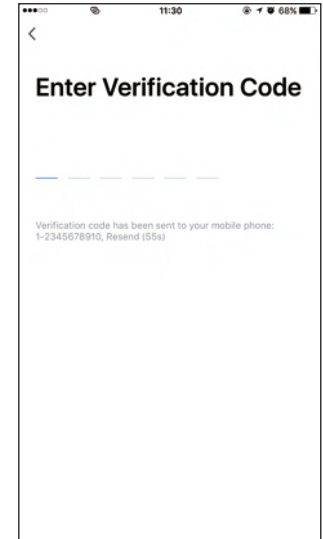 11:30
68%
Enter Verification Code
Verification code has been sent to your mobile phone:
1-2345678910, Resend (55s)